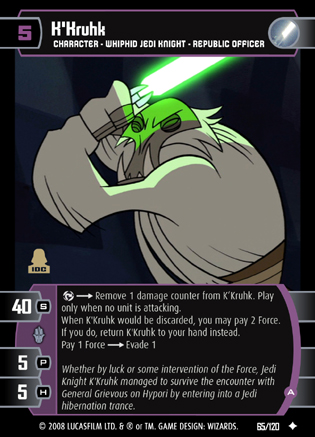 5
K'Kruhk
CHARACTER - WHIPHID JEDI KNIGHT - REPUBLIC OFFICER
IDC
40 S
→ Remove 1 damage counter from K'Kruhk. Play
only when no unit is attacking.
When K'Kruhk would be discarded, you may pay 2 Force.
If you do, return K'Kruhk to your hand instead.
Pay 1 Force → Evade 1
5 P
5 H
Whether by luck or some intervention of the Force, Jedi
Knight K'Kruhk managed to survive the encounter with
General Grievous on Hypori by entering into a Jedi
hibernation trance.
A
© 2008 LUCASFILM LTD. & ® or TM. GAME DESIGN: WIZARDS. 65/120